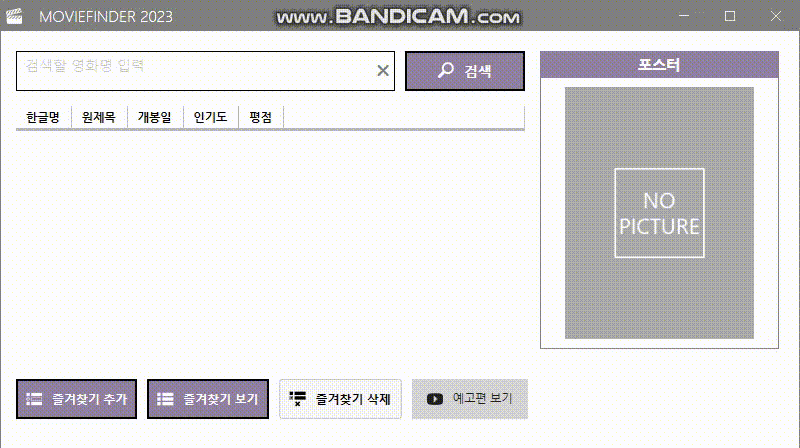 MOVIEFINDER 2023
www.BANDICAM.com
검색할 영화명 입력
검색
포스터
한글명 원제목 개봉일 인기도 평점
NO
PICTURE
즐겨찾기 추가 즐겨찾기 보기 즐겨찾기 삭제 예고편 보기